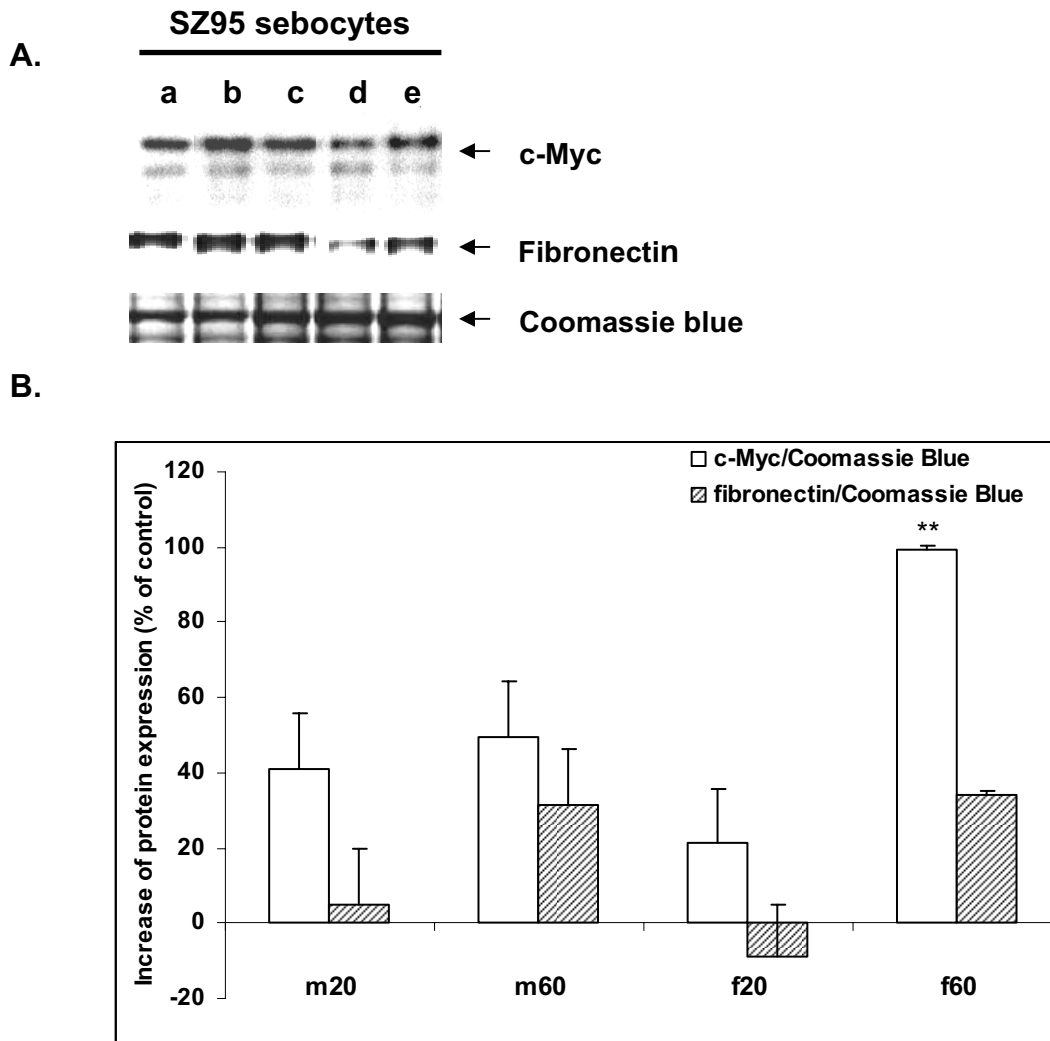 SZ95 sebocytes
A.
a b c d e
c-Myc
Fibronectin
Coomassie blue
B.
c-Myc/Coomassie Blue
fibronectin/Coomassie Blue
Increase of protein expression (% of control)
120
100
80
60
40
20
0
-20
**
m20 m60 f20 f60